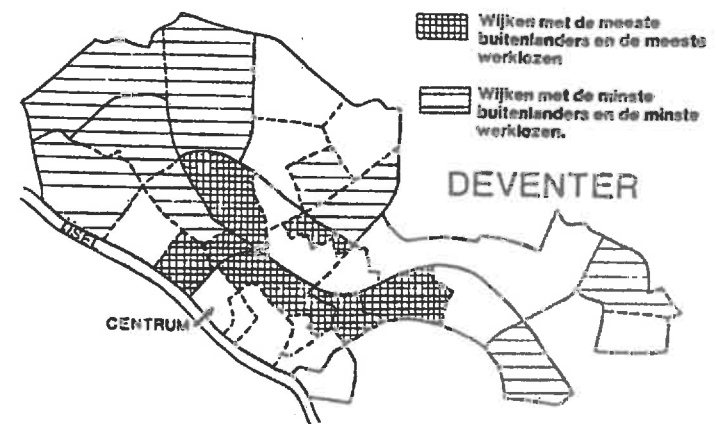 Wijken met de meeste
buitenlanders en de meeste
werklozen
Wijken met de minste
buitenlanders en de minste
werklozen.
DEVENTER
IJSEL
CENTRUM